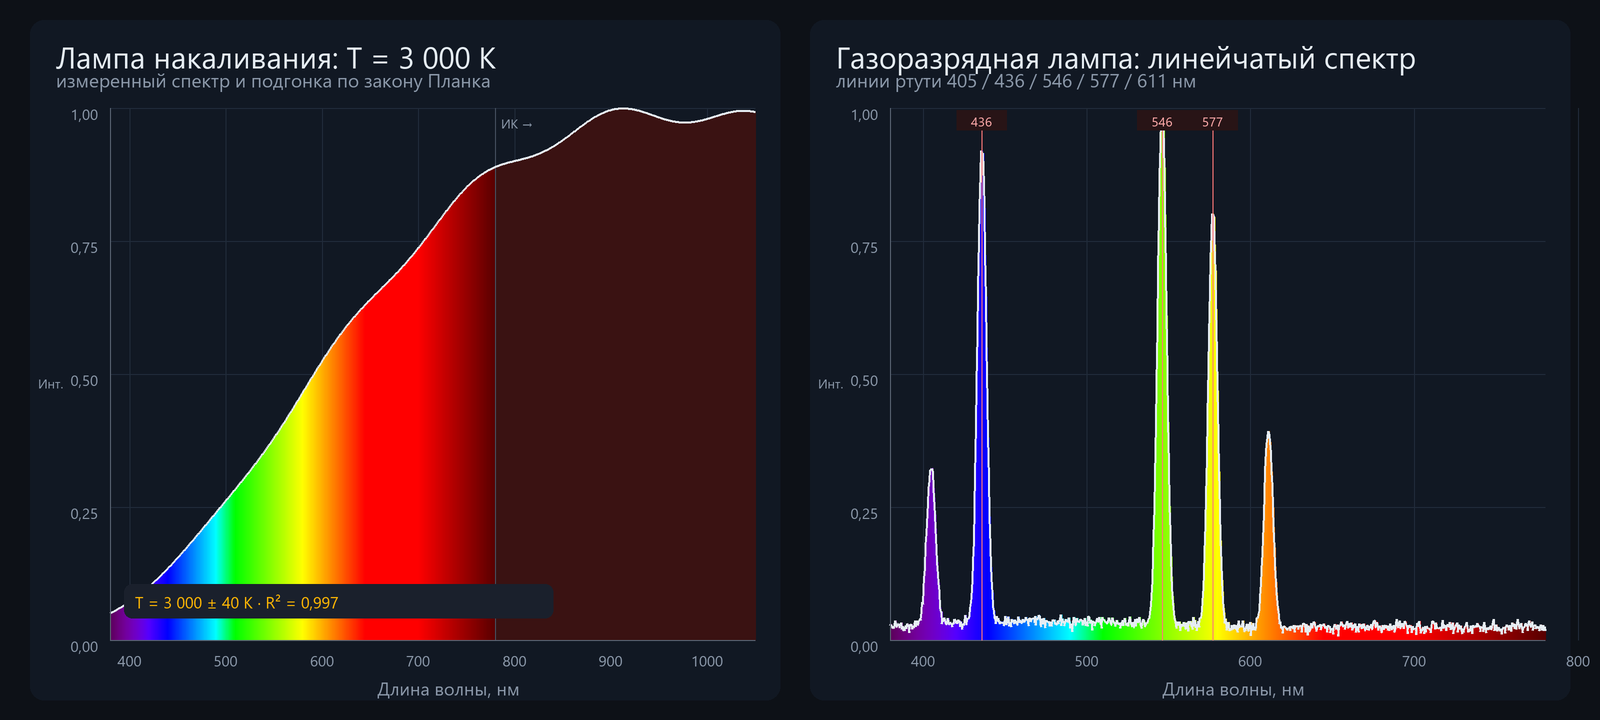 Лампа накаливания: T = 3 000 К
измеренный спектр и подгонка по закону Планка
1,00
0,75
0,50
0,25
0,00
Инт.
ИК →
T = 3 000 ± 40 К · R² = 0,997
400 500 600 700 800 900 1000
Длина волны, нм
Газоразрядная лампа: линейчатый спектр
линии ртути 405 / 436 / 546 / 577 / 611 нм
1,00
0,75
0,50
0,25
0,00
Инт.
436 546 577
400 500 600 700 800
Длина волны, нм